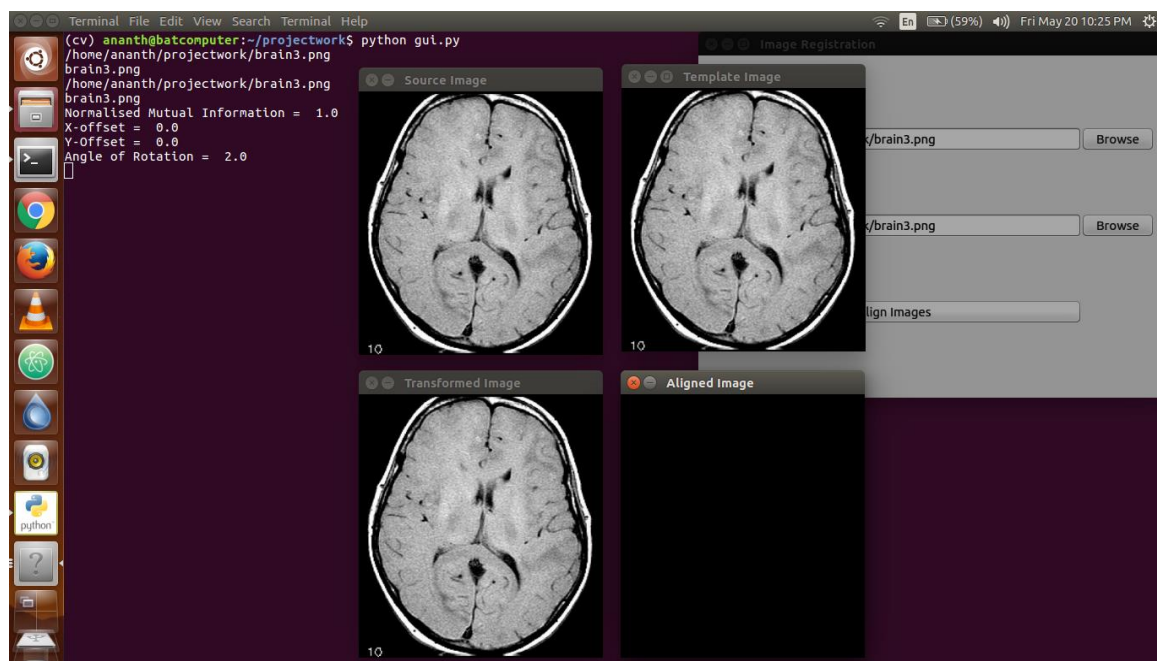 Terminal File Edit View Search Terminal Help
En (59%) Fri May 20 10:25 PM
(cv) ananth@batcomputer:~/projectwork$ python gui.py
/home/ananth/projectwork/brain3.png
brain3.png
/home/ananth/projectwork/brain3.png
brain3.png
Normalised Mutual Information = 1.0
X-offset = 0.0
Y-Offset = 0.0
Angle of Rotation = 2.0
Image Registration
Source Image
Template Image
10
10
/brain3.png
Browse
/brain3.png
Browse
lign Images
Transformed Image
Aligned Image
10
python